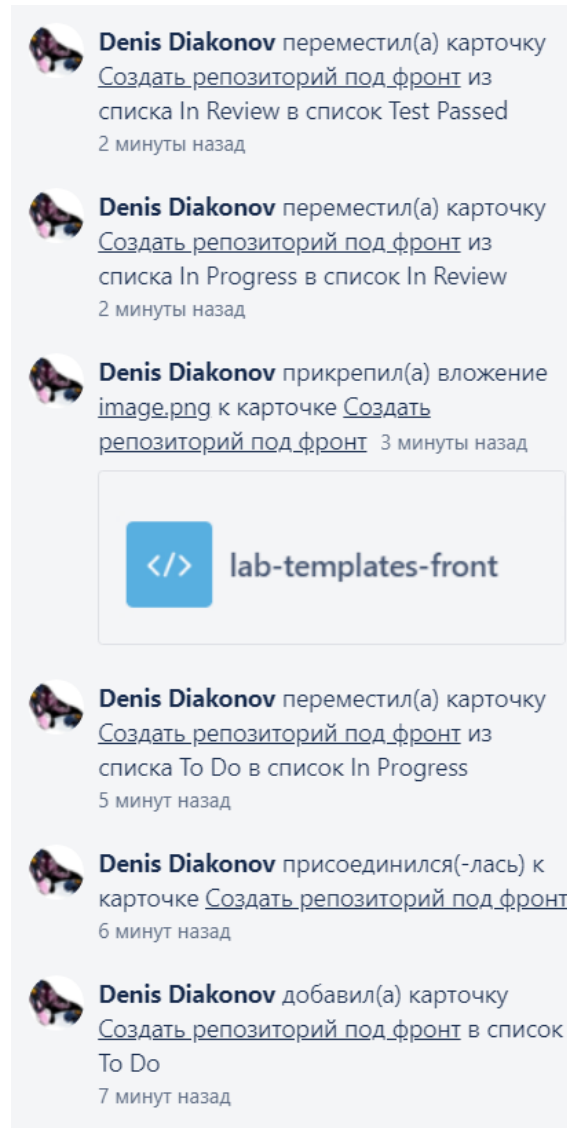 Denis Diakonov переместил(а) карточку
Создать репозиторий под фронт из
списка In Review в список Test Passed
2 минуты назад
Denis Diakonov переместил(а) карточку
Создать репозиторий под фронт из
списка In Progress в список In Review
2 минуты назад
Denis Diakonov прикрепил(а) вложение
image.png к карточке Создать
репозиторий под фронт 3 минуты назад
</> lab-templates-front
Denis Diakonov переместил(а) карточку
Создать репозиторий под фронт из
списка To Do в список In Progress
5 минут назад
Denis Diakonov присоединился(-лась) к
карточке Создать репозиторий под фронт
6 минут назад
Denis Diakonov добавил(а) карточку
Создать репозиторий под фронт в список
To Do
7 минут назад